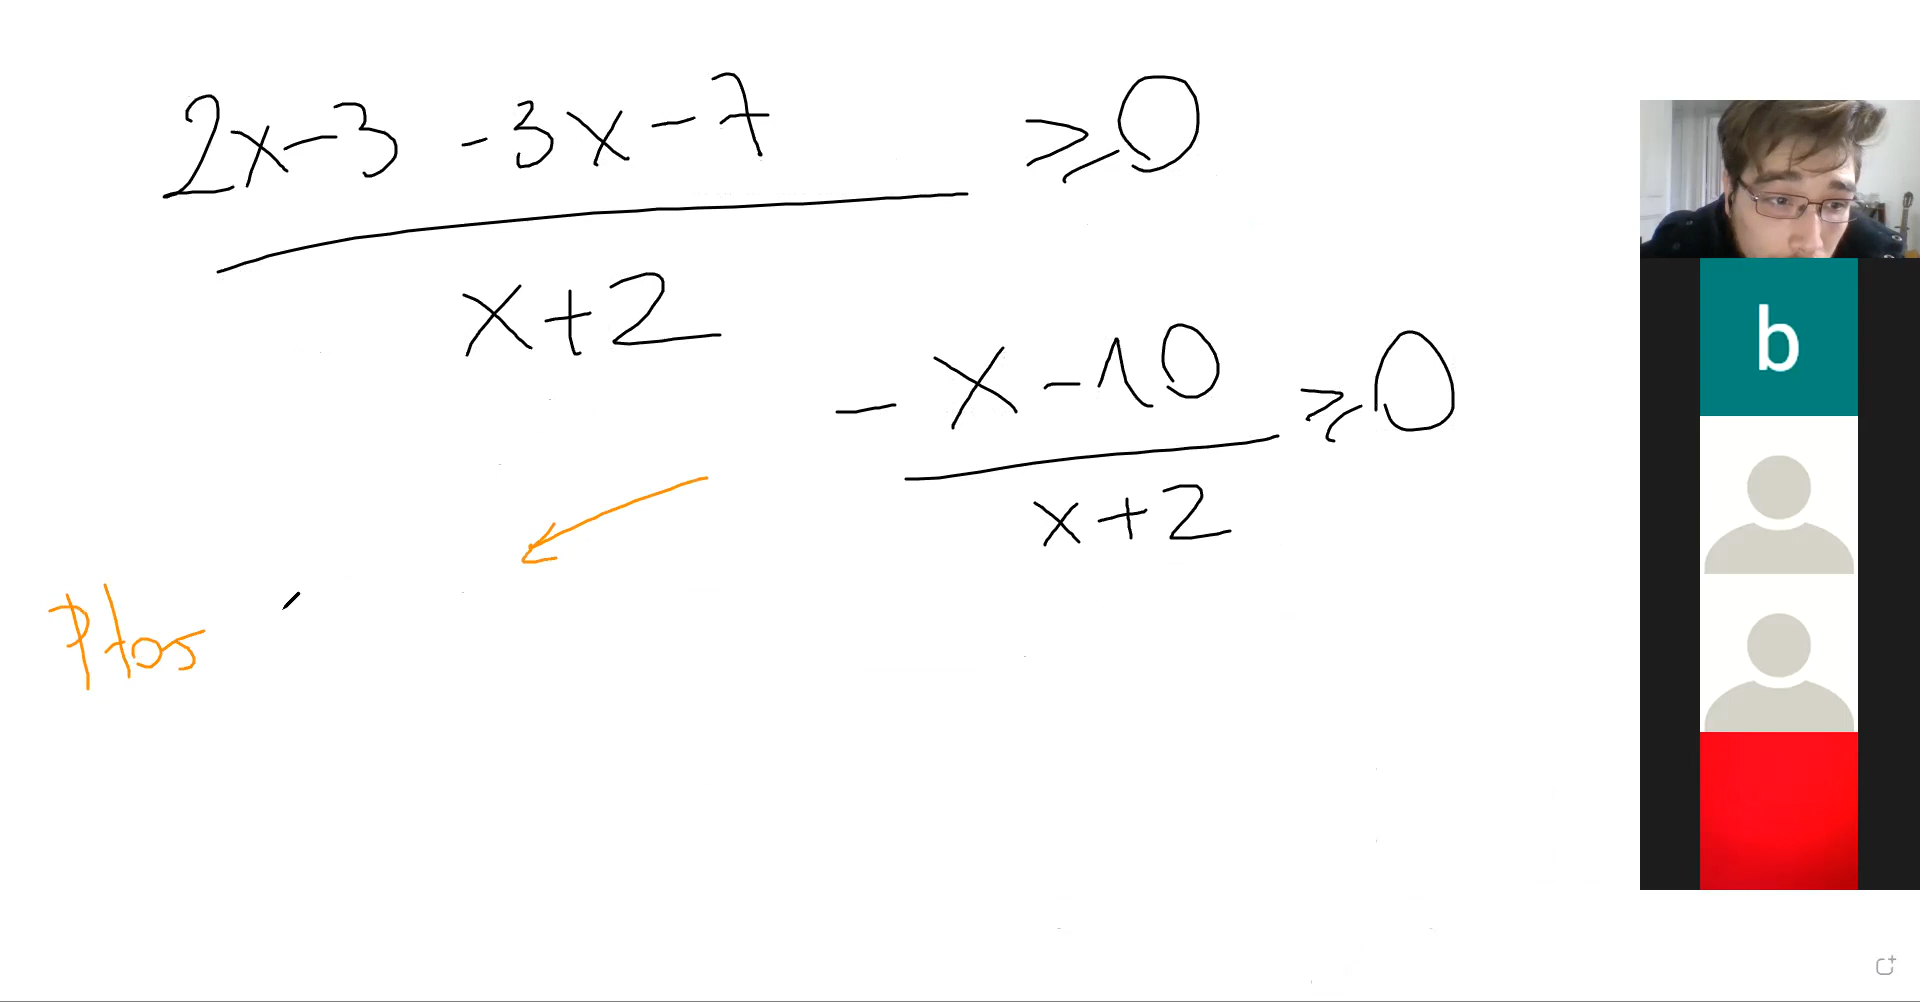 2x-3 -3x-7 ≥0
x+2
-x-10 ≥0
x+2
Ptos
b